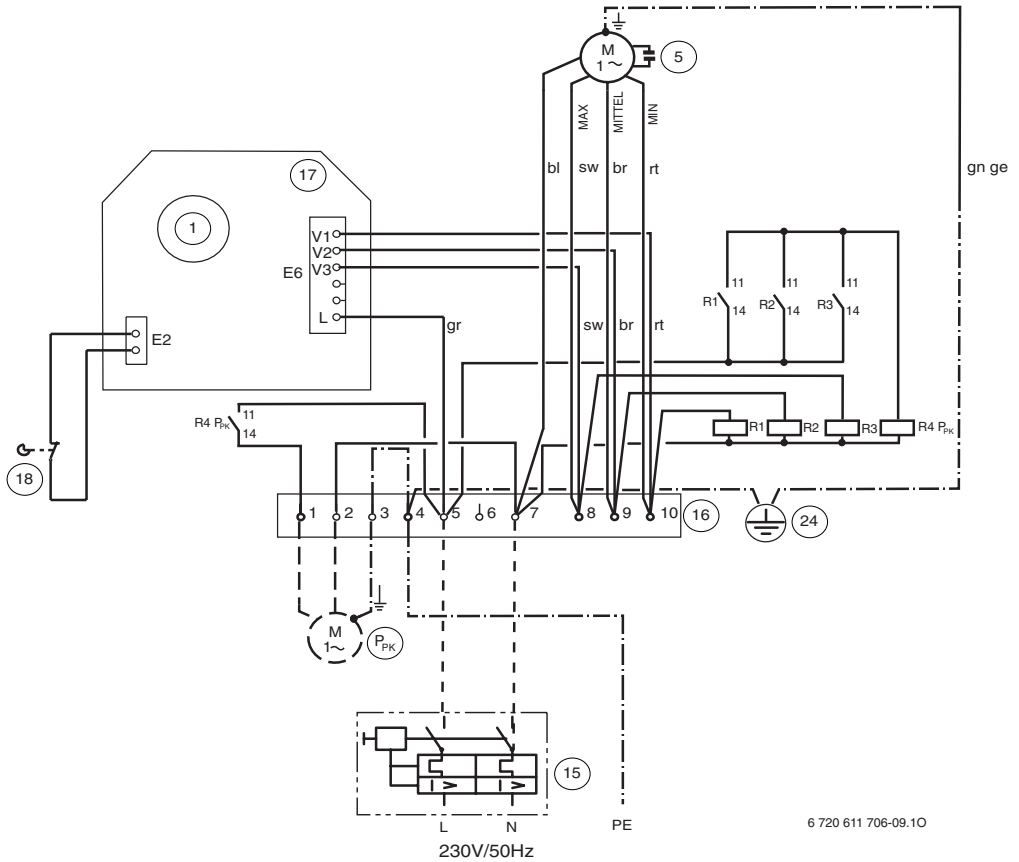 M
1~
5
MAX
MITTEL
MIN
bl
sw
br
rt
gn ge
17
1
V1
V2
E6
V3
L
gr
E2
sw
br
rt
11
11
11
R1
R2
R3
14
14
14
R4 PPK
11
14
R1
R2
R3
R4 PPK
18
1
2
3
4
5
6
7
8
9
10
16
24
M
1~
PPK
I >
I >
15
L
N
PE
230V/50Hz
6 720 611 706-09.1O